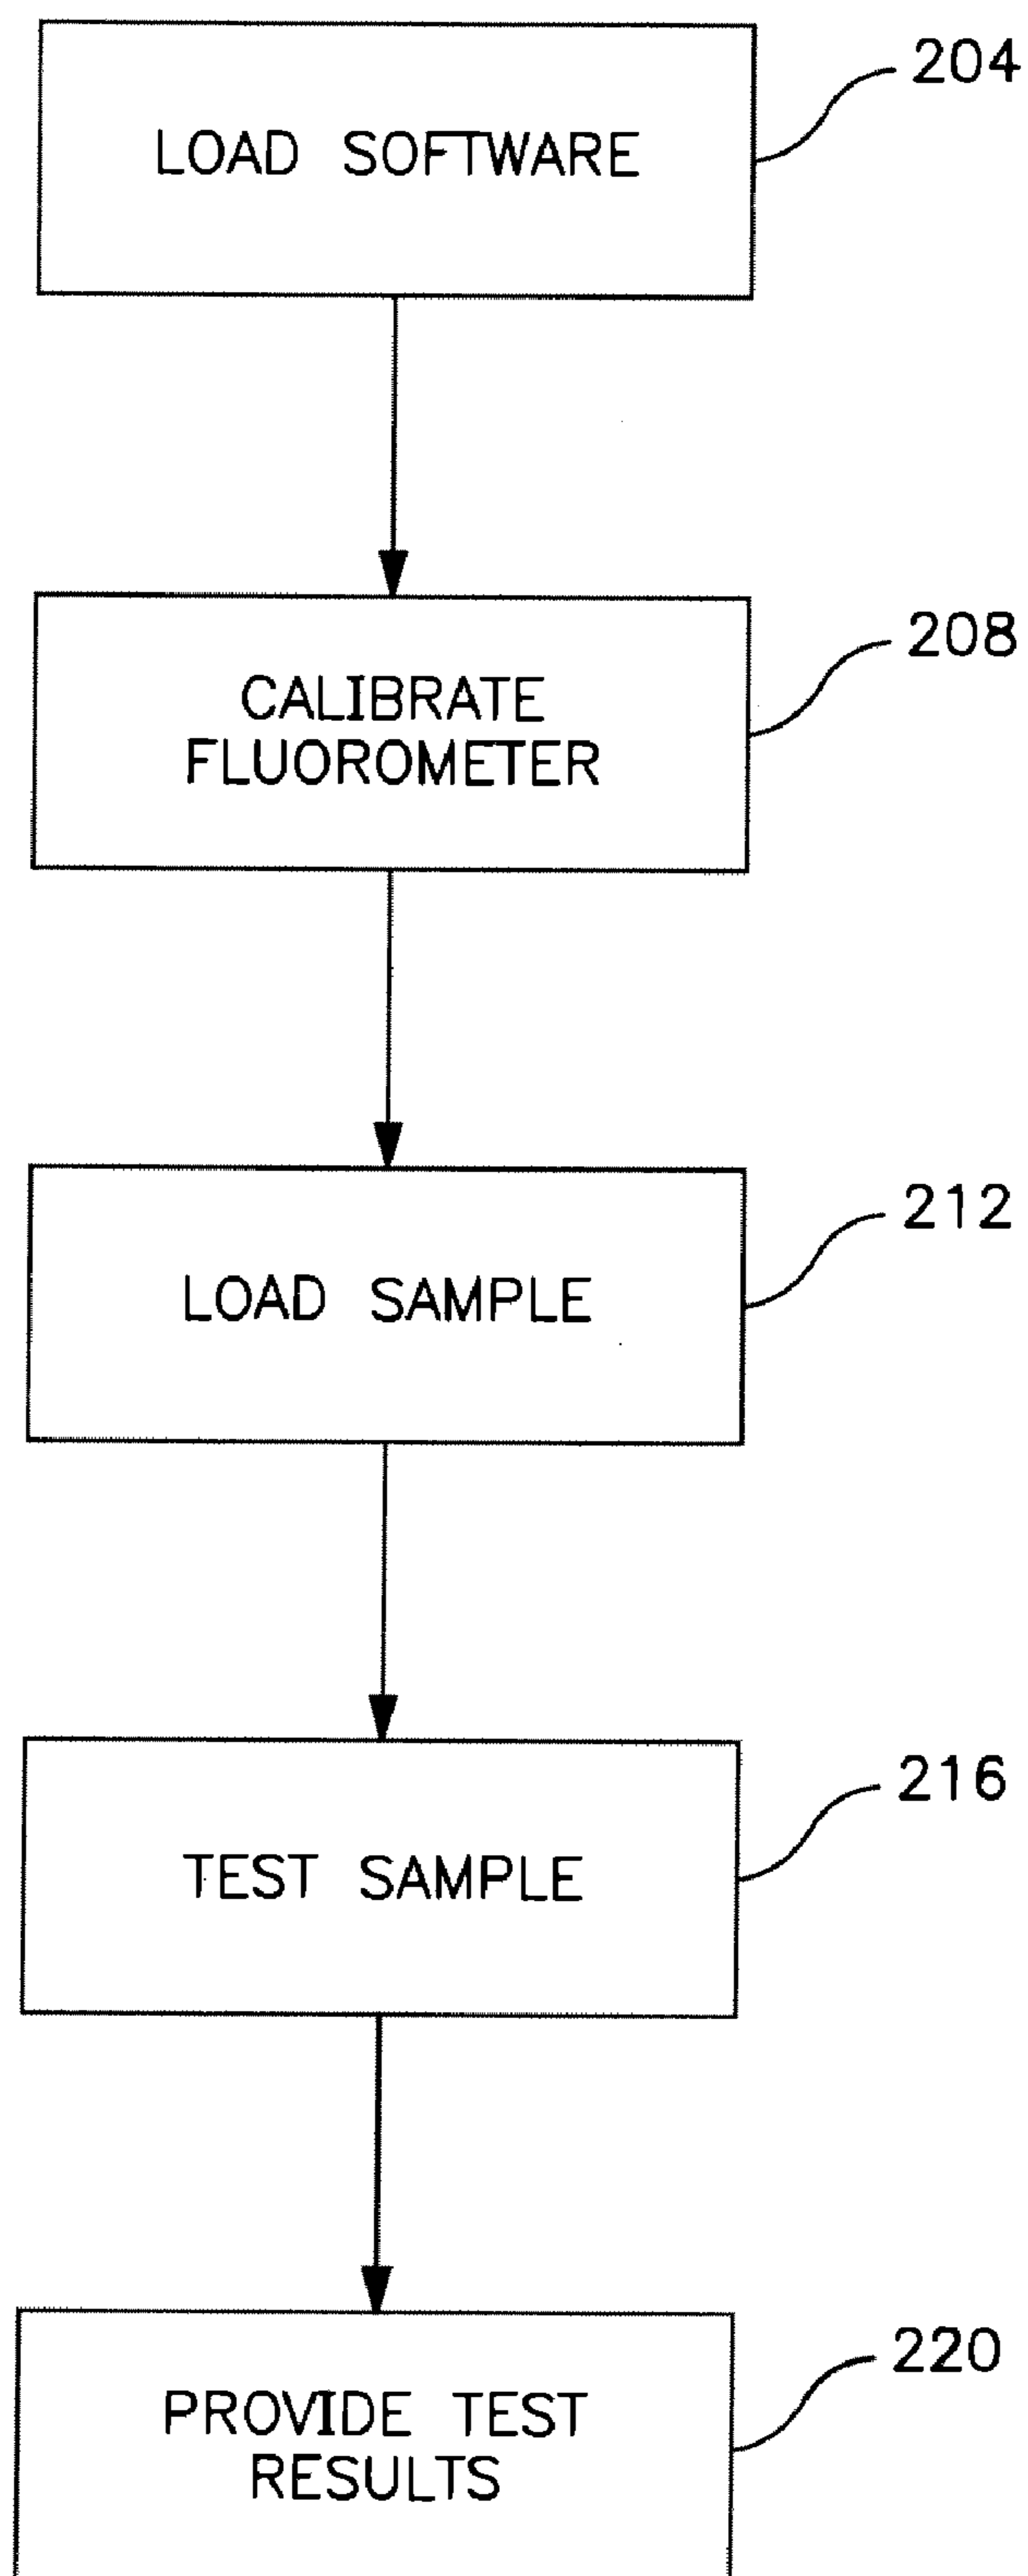 LOAD SOFTWARE
204
CALIBRATE
FLUOROMETER
208
LOAD SAMPLE
212
TEST SAMPLE
216
PROVIDE TEST
RESULTS
220